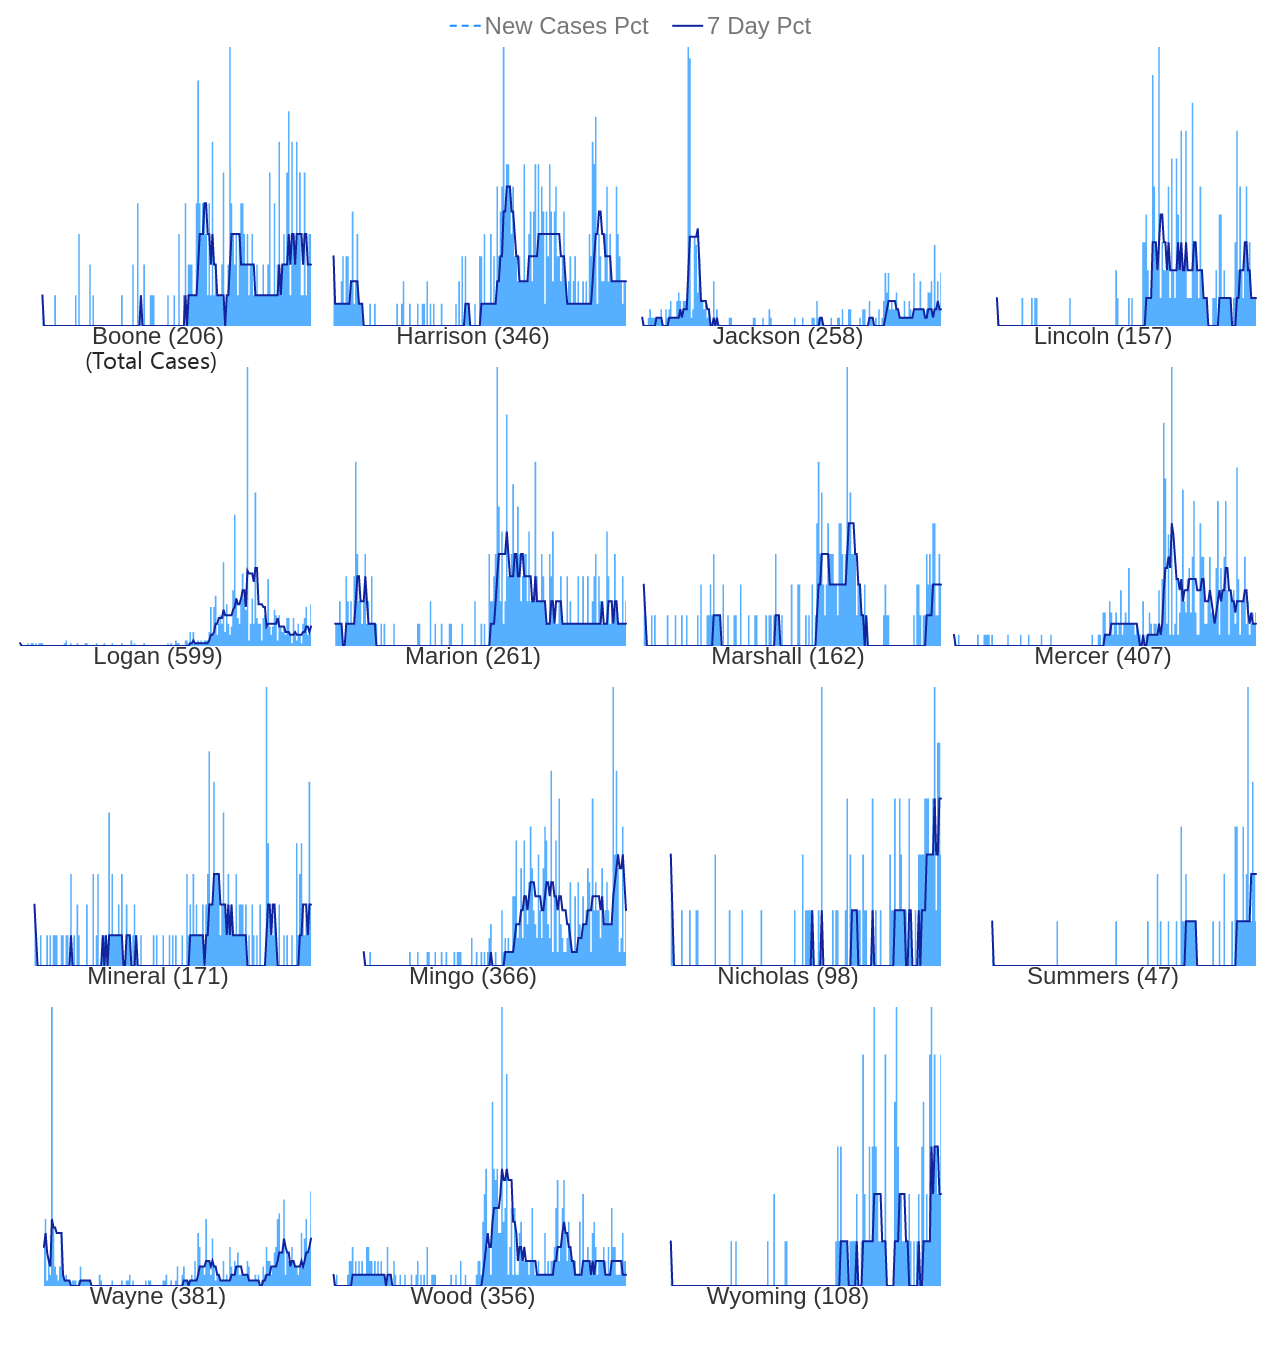 New Cases Pct 7 Day Pct
Boone (206) Harrison (346) Jackson (258) Lincoln (157)
(Total Cases)
Logan (599) Marion (261) Marshall (162) Mercer (407)
Mineral (171) Mingo (366) Nicholas (98) Summers (47)
Wayne (381) Wood (356) Wyoming (108)